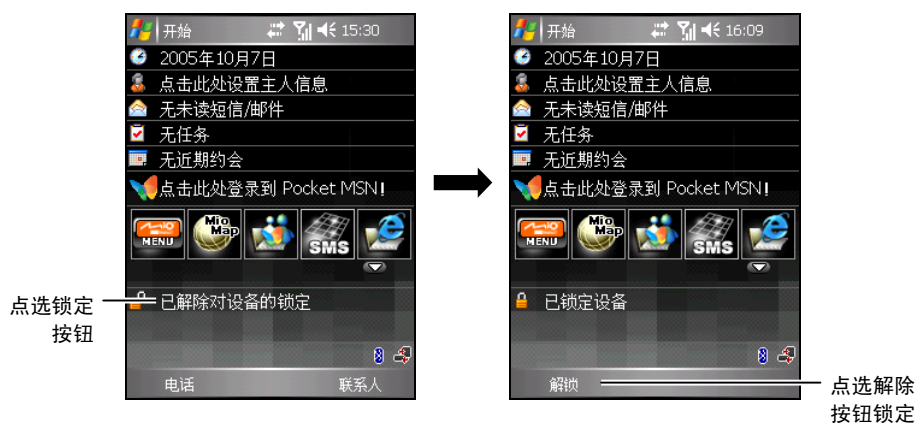 开始 15:30
2005年10月7日
点击此处设置主人信息
无未读短信/邮件
无任务
无近期约会
点击此处登录到 Pocket MSN!
MENU
Mio Map
SMS
已解除对设备的锁定
电话 联系人
点选锁定
按钮
开始 16:09
2005年10月7日
点击此处设置主人信息
无未读短信/邮件
无任务
无近期约会
点击此处登录到 Pocket MSN!
MENU
Mio Map
SMS
已锁定设备
解锁
点选解除
按钮锁定